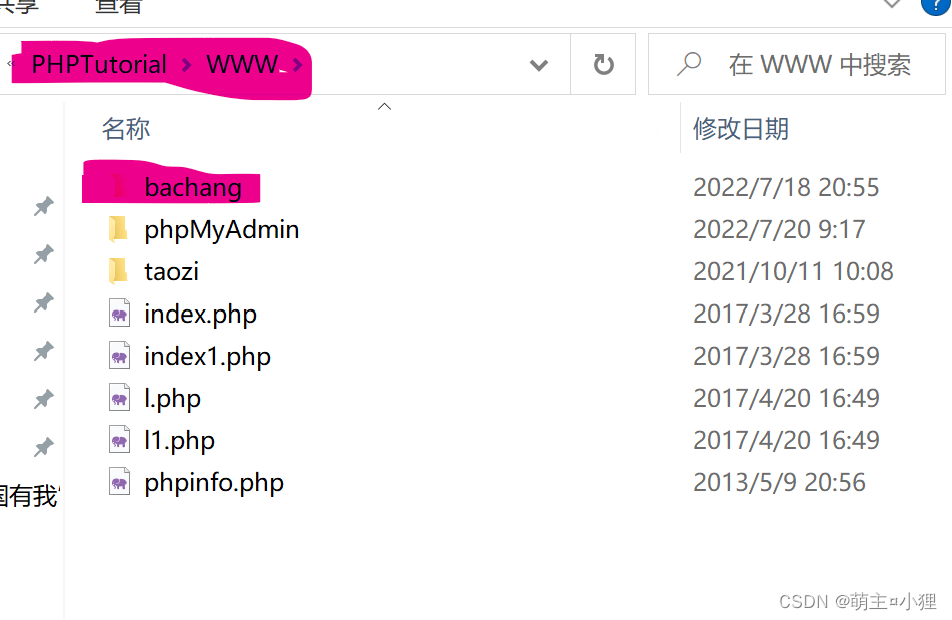 共享 查看
PHPTutorial > WWW > 在 WWW 中搜索
名称 修改日期
bachang 2022/7/18 20:55
phpMyAdmin 2022/7/20 9:17
taozi 2021/10/11 10:08
index.php 2017/3/28 16:59
index1.php 2017/3/28 16:59
l.php 2017/4/20 16:49
l1.php 2017/4/20 16:49
phpinfo.php 2013/5/9 20:56
国有我
CSDN @萌主¤小狸